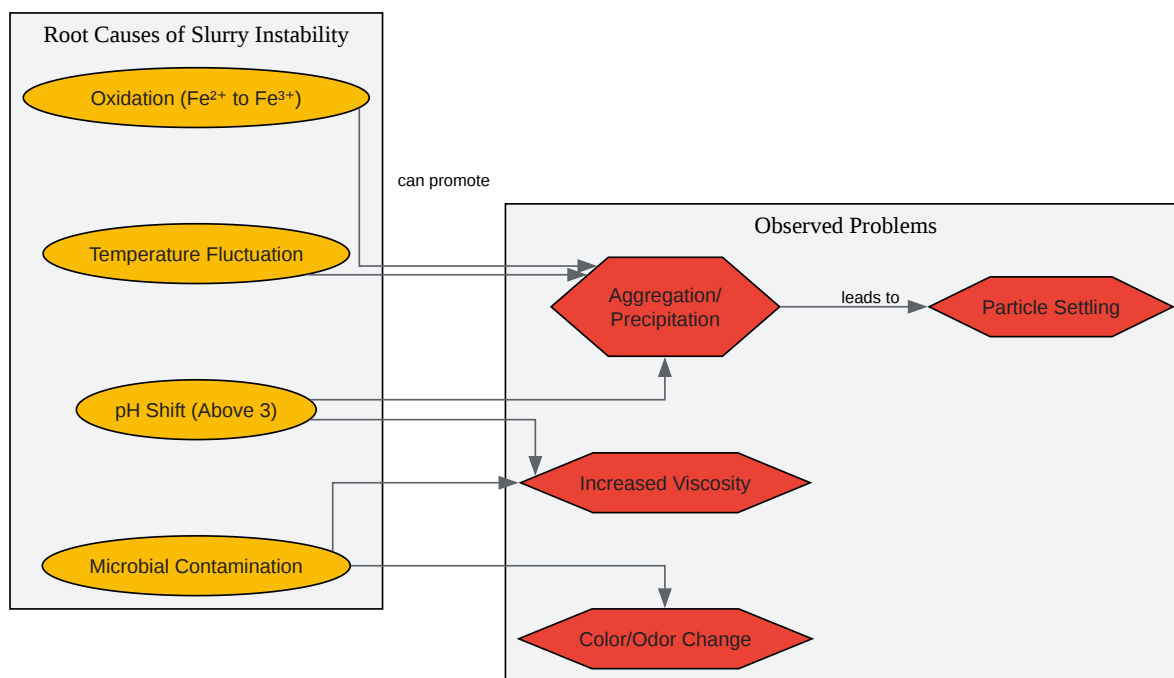 Root Causes of Slurry Instability
Oxidation (Fe²⁺ to Fe³⁺)
can promote
Temperature Fluctuation
pH Shift (Above 3)
Microbial Contamination
Observed Problems
Aggregation/
Precipitation
leads to
Particle Settling
Increased Viscosity
Color/Odor Change